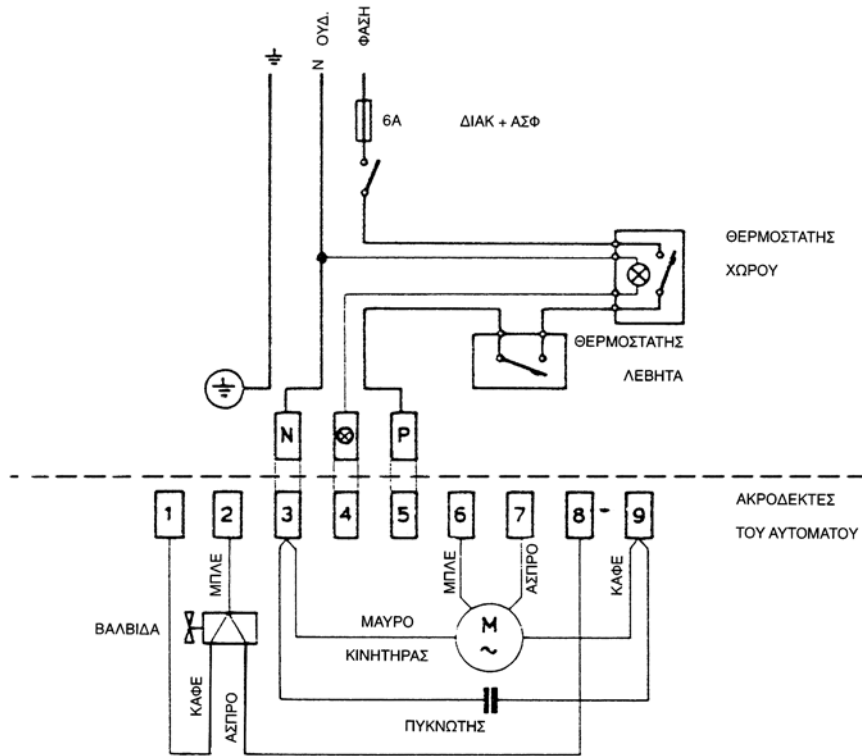 N ΟΥΔ.
ΦΑΣΗ
6Α
ΔΙΑΚ + ΑΣΦ
ΘΕΡΜΟΣΤΑΤΗΣ
ΧΩΡΟΥ
ΘΕΡΜΟΣΤΑΤΗΣ
ΛΕΒΗΤΑ
N
P
ΑΚΡΟΔΕΚΤΕΣ
ΤΟΥ ΑΥΤΟΜΑΤΟΥ
1
2
3
4
5
6
7
8 -
9
ΜΠΛΕ
ΜΠΛΕ
ΑΣΠΡΟ
ΚΑΦΕ
ΒΑΛΒΙΔΑ
ΜΑΥΡΟ
ΚΙΝΗΤΗΡΑΣ
M
~
ΚΑΦΕ
ΑΣΠΡΟ
ΠΥΚΝΩΤΗΣ